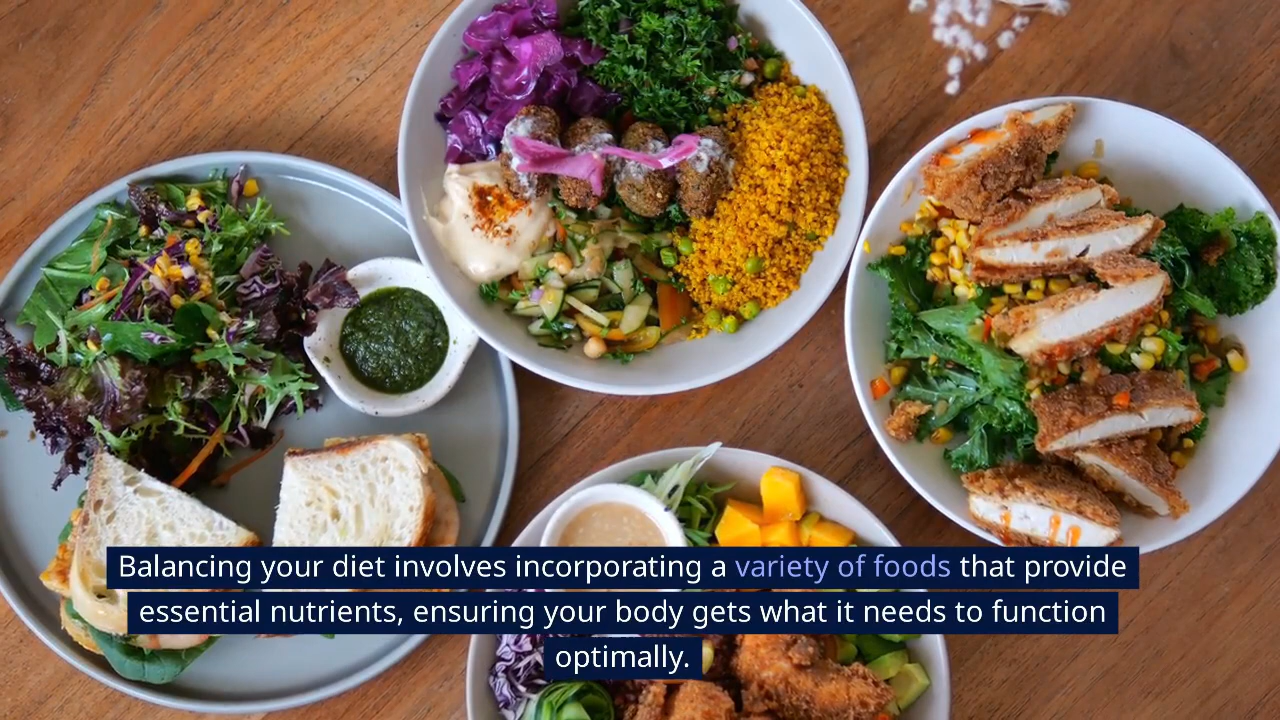 Balancing your diet involves incorporating a variety of foods that provide
essential nutrients, ensuring your body gets what it needs to function
optimally.